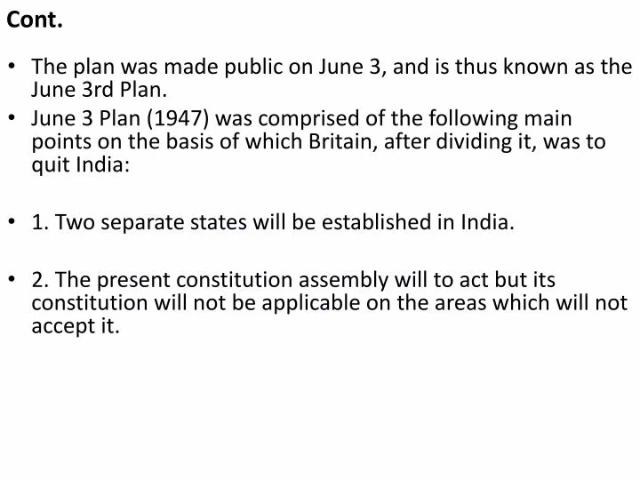 Cont.
• The plan was made public on June 3, and is thus known as the
June 3rd Plan.
• June 3 Plan (1947) was comprised of the following main
points on the basis of which Britain, after dividing it, was to
quit India:
• 1. Two separate states will be established in India.
• 2. The present constitution assembly will to act but its
constitution will not be applicable on the areas which will not
accept it.